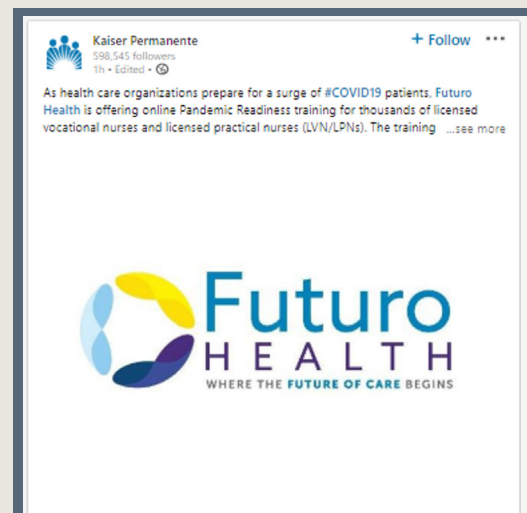 Kaiser Permanente
+ Follow
598,545 followers
1h • Edited •
As health care organizations prepare for a surge of #COVID19 patients, Futuro
Health is offering online Pandemic Readiness training for thousands of licensed
vocational nurses and licensed practical nurses (LVN/LPNs). The training ...see more
Futuro
HEALTH
WHERE THE FUTURE OF CARE BEGINS